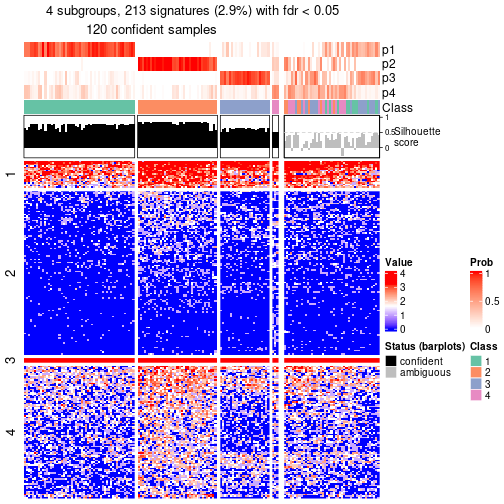 4 subgroups, 213 signatures (2.9%) with fdr < 0.05
120 confident samples
p1
p2
p3
p4
Class
1
0.5
0
Silhouette
score
1
2
3
4
Value
4
3
2
1
0
Prob
1
0.5
0
Status (barplots)
confident
ambiguous
Class
1
2
3
4